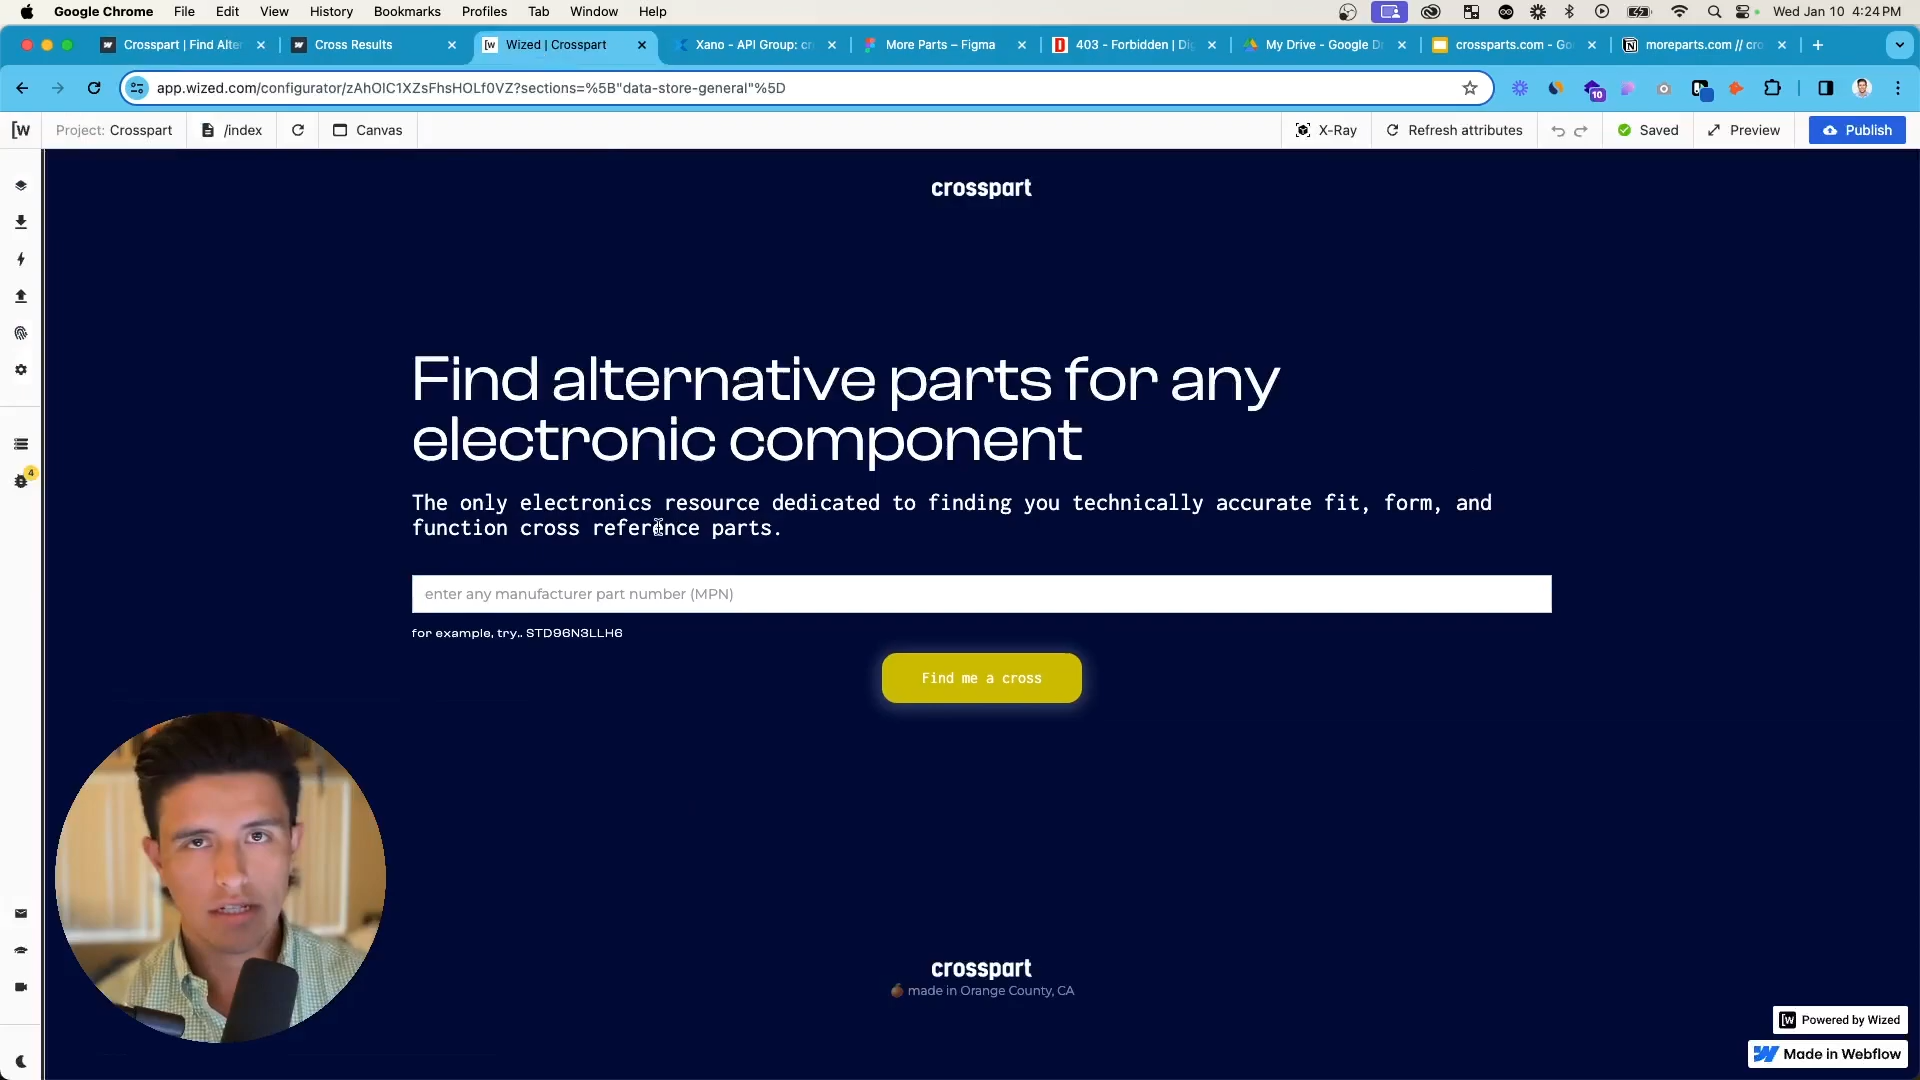 Google Chrome File Edit View History Bookmarks Profiles Tab Window Help Wed Jan 10 4:24 PM
Crosspart | Find Alter Cross Results Wized | Crosspart Xano - API Group: cr More Parts – Figma 403 - Forbidden | Di My Drive - Google Dr crossparts.com - Go moreparts.com // cro
app.wized.com/configurator/zAhOlC1XZsFhsHOLf0VZ?sections=%5B"data-store-general"%5D 10
[w Project: Crosspart /index Canvas X-Ray Refresh attributes Saved Preview Publish
crosspart
Find alternative parts for any
electronic component
4
The only electronics resource dedicated to finding you technically accurate fit, form, and
function cross reference parts.
enter any manufacturer part number (MPN)
for example, try.. STD96N3LLH6
Find me a cross
crosspart
made in Orange County, CA
[w Powered by Wized
Made in Webflow